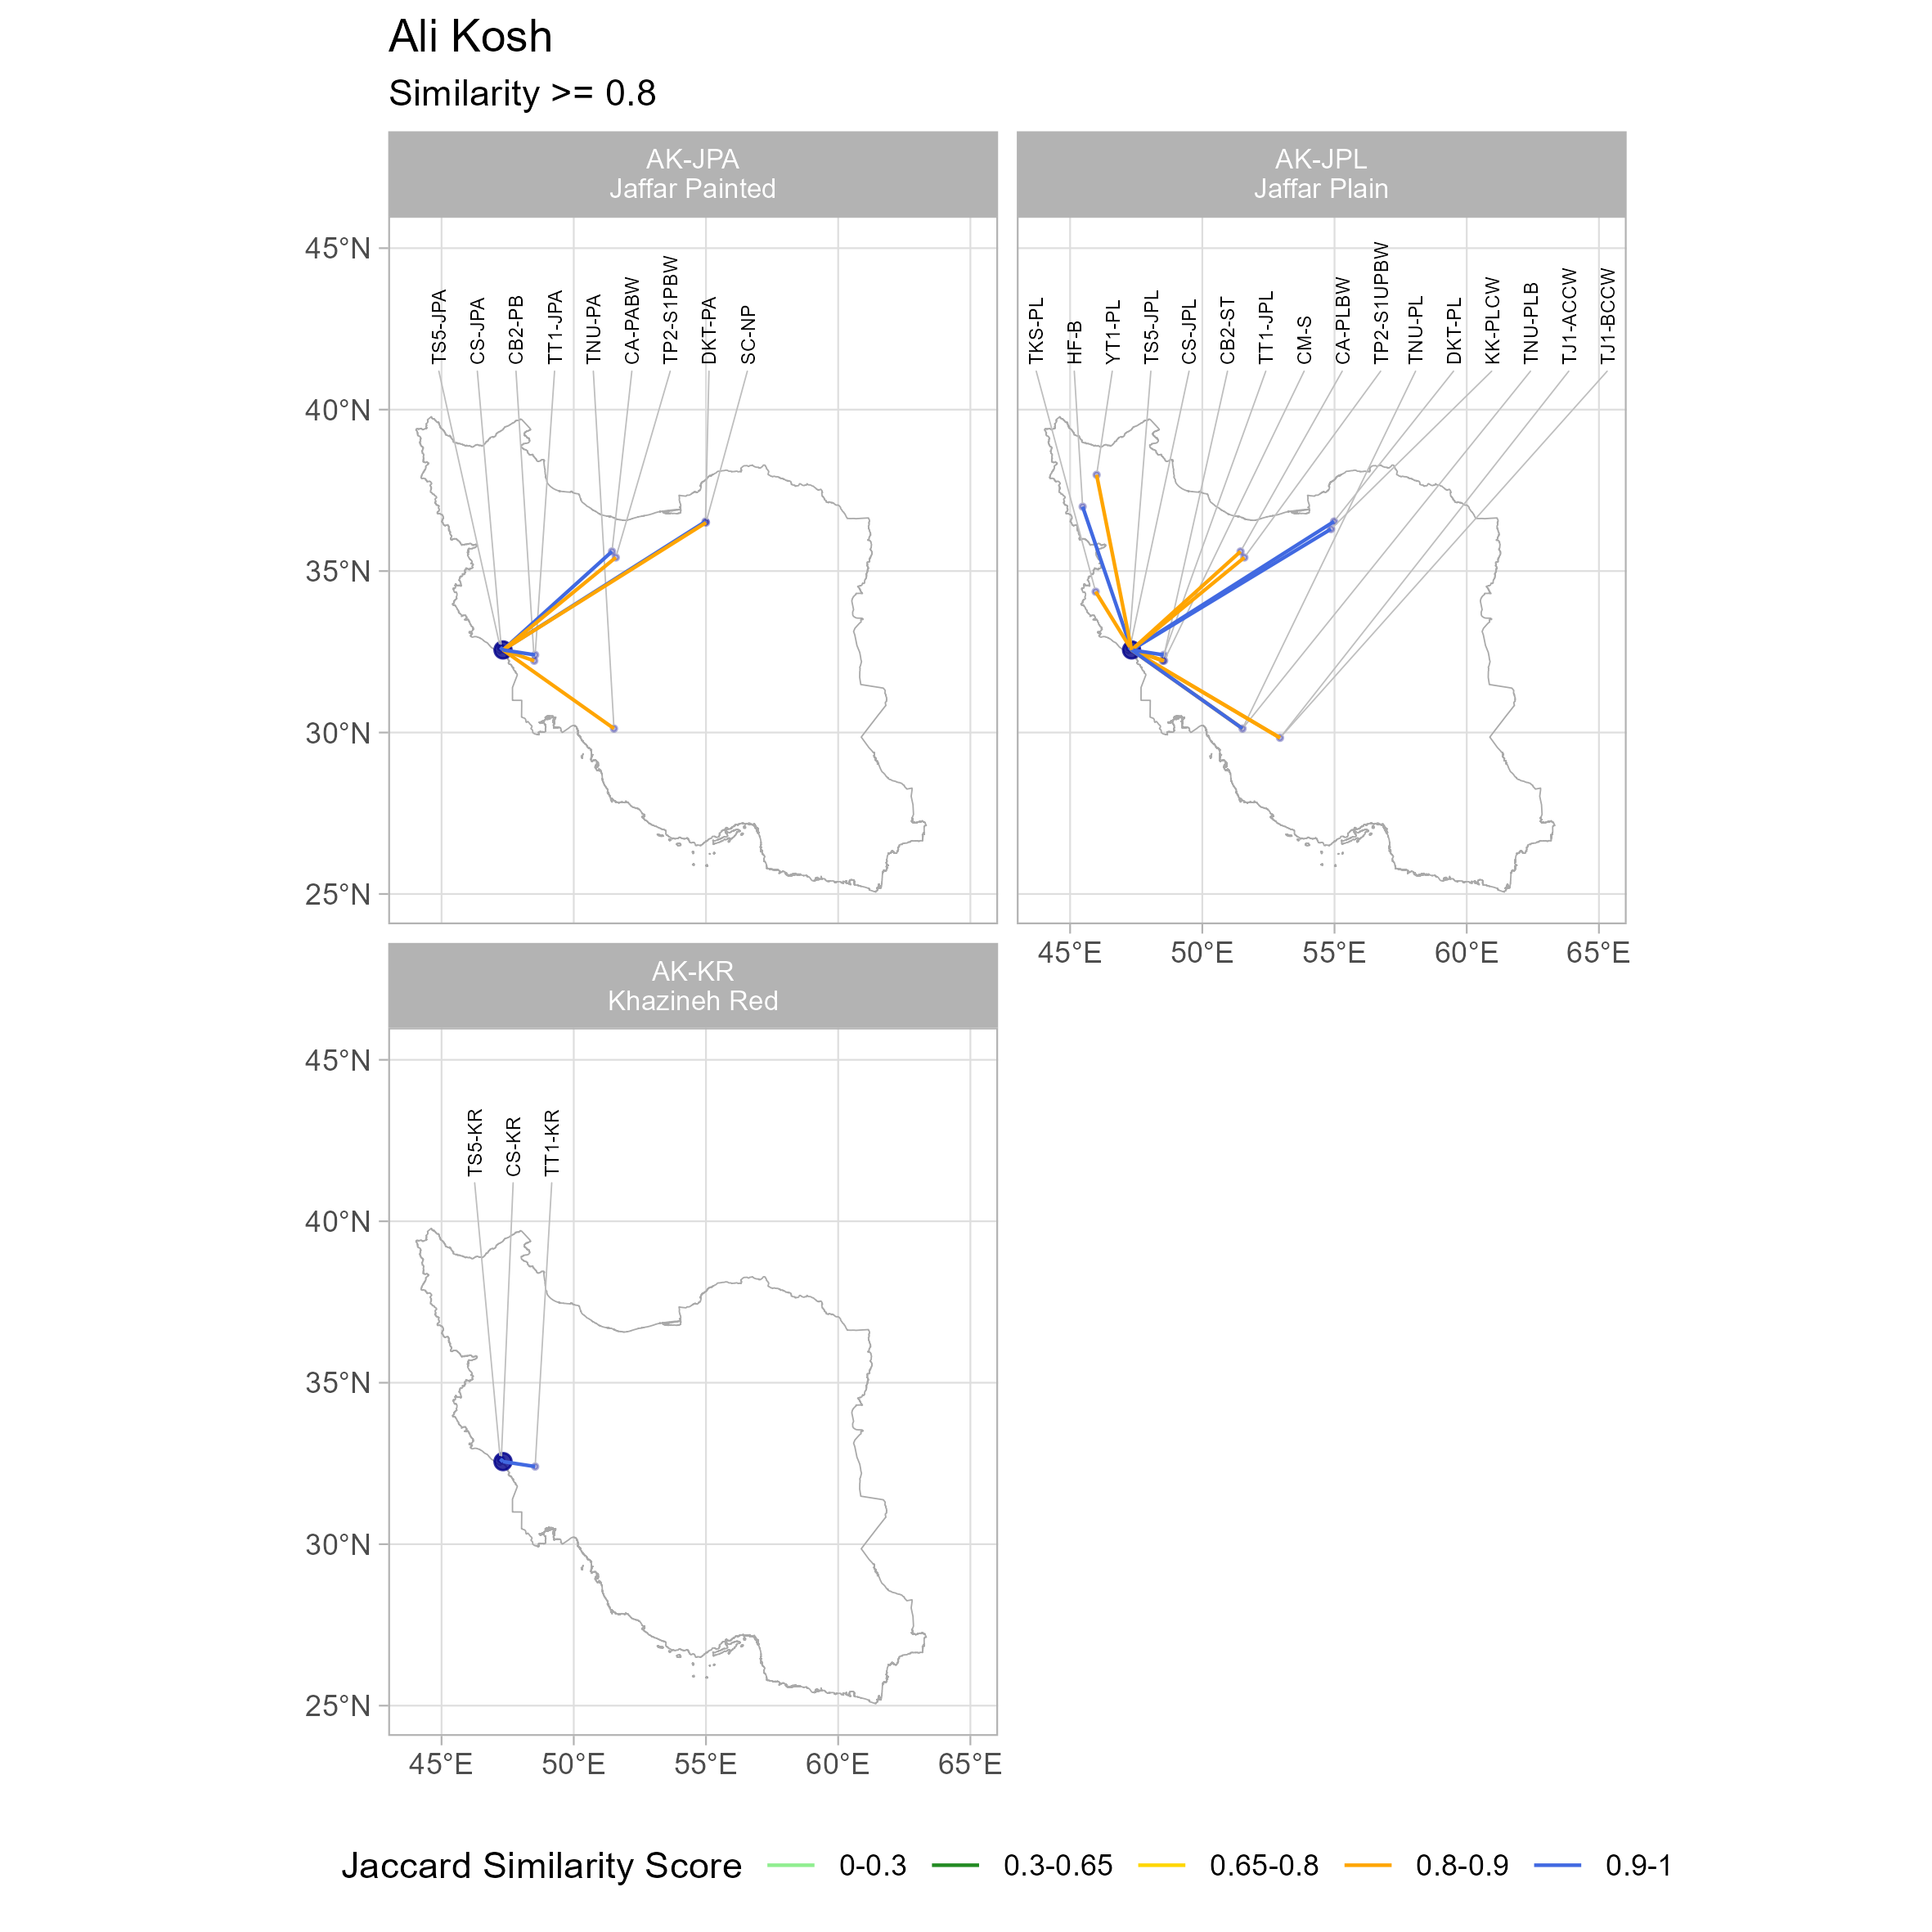 Ali Kosh
Similarity >= 0.8
AK-JPA
Jaffar Painted
AK-JPL
Jaffar Plain
45°N
40°N
35°N
30°N
25°N
TS5-JPA
CS-JPA
CB2-PB
TT1-JPA
TNU-PA
CA-PABW
TP2-S1PBW
DKT-PA
SC-NP
TKS-PL
HF-B
YT1-PL
TS5-JPL
CS-JPL
CB2-ST
TT1-JPL
CM-S
CA-PLBW
TP2-S1UPBW
TNU-PL
DKT-PL
KK-PLCW
TNU-PLB
TJ1-ACCW
TJ1-BCCW
45°E 50°E 55°E 60°E 65°E
AK-KR
Khazineh Red
45°N
40°N
35°N
30°N
25°N
TS5-KR
CS-KR
TT1-KR
45°E 50°E 55°E 60°E 65°E
Jaccard Similarity Score 0-0.3 0.3-0.65 0.65-0.8 0.8-0.9 0.9-1